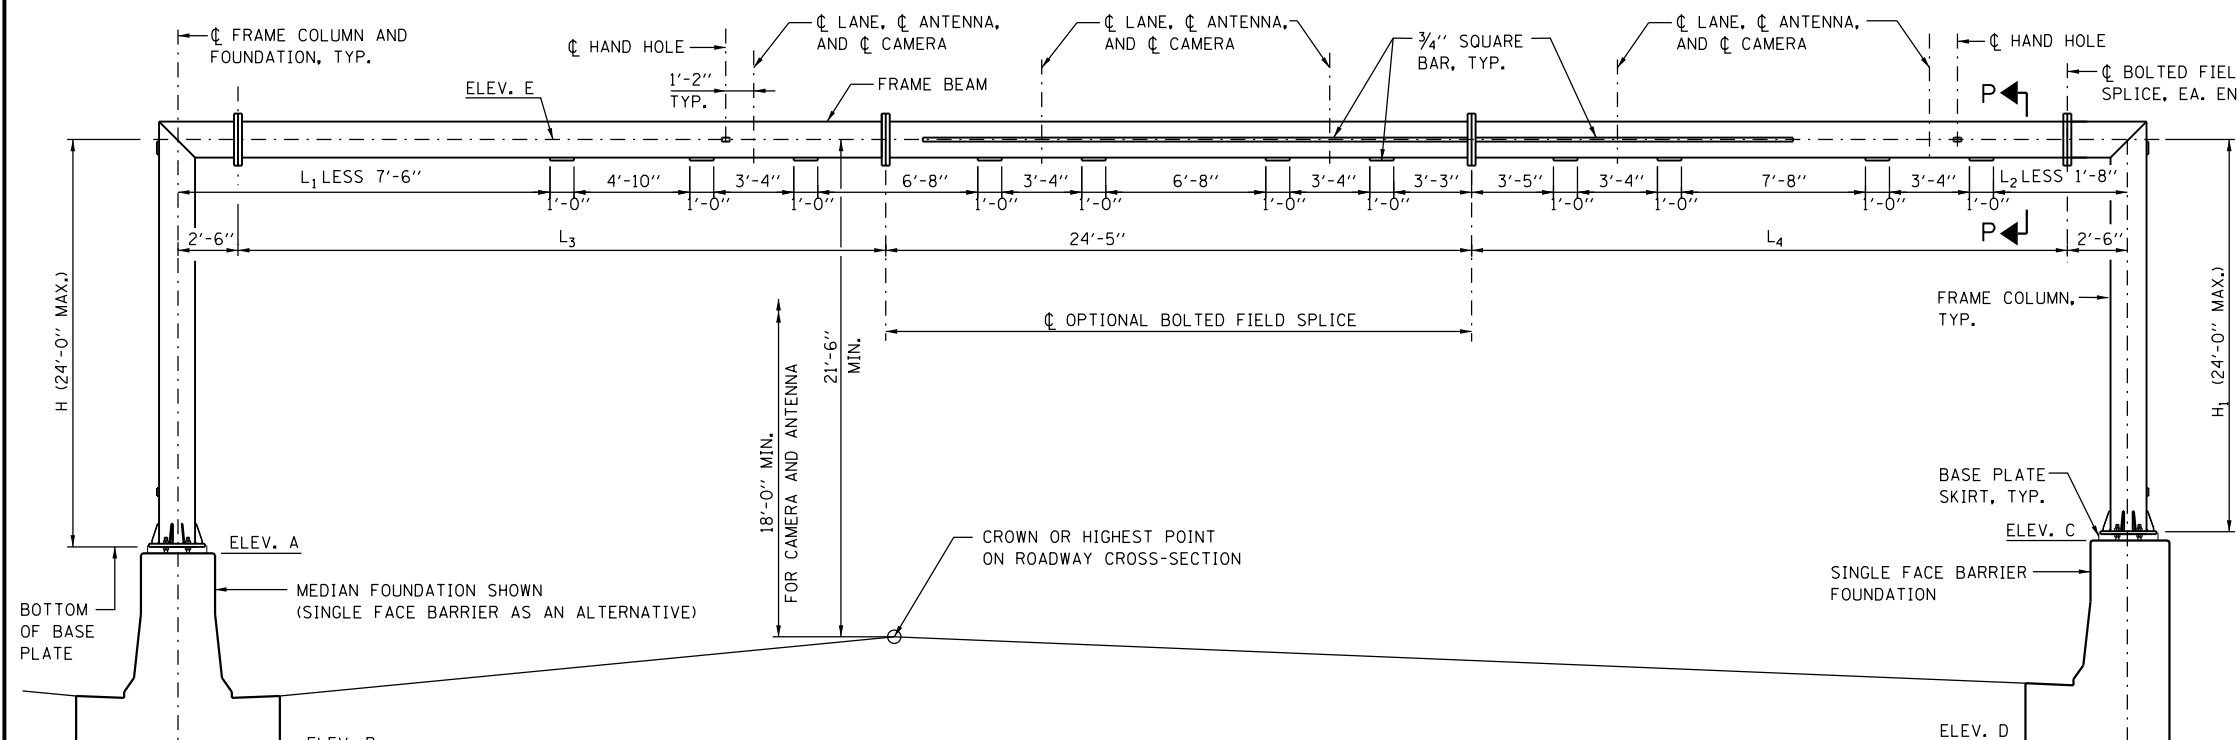 ℄ FRAME COLUMN AND
FOUNDATION, TYP.
℄ HAND HOLE
℄ LANE, ℄ ANTENNA,
AND ℄ CAMERA
℄ LANE, ℄ ANTENNA,
AND ℄ CAMERA
3/4'' SQUARE
BAR, TYP.
℄ LANE, ℄ ANTENNA,
AND ℄ CAMERA
℄ HAND HOLE
℄ BOLTED FIEL
SPLICE, EA. EN
ELEV. E
1'-2''
TYP.
FRAME BEAM
P
L1 LESS 7'-6''
4'-10''
3'-4''
6'-8''
3'-4''
6'-8''
3'-4''
3'-3''
3'-5''
3'-4''
7'-8''
3'-4''
L2 LESS 1'-8''
1'-0''
1'-0''
1'-0''
1'-0''
1'-0''
1'-0''
1'-0''
1'-0''
1'-0''
1'-0''
1'-0''
P
2'-6''
L3
24'-5''
L4
2'-6''
H (24'-0'' MAX.)
℄ OPTIONAL BOLTED FIELD SPLICE
21'-6''
MIN.
18'-0'' MIN.
FOR CAMERA AND ANTENNA
FRAME COLUMN,
TYP.
H1 (24'-0'' MAX.)
BASE PLATE
SKIRT, TYP.
ELEV. A
ELEV. C
CROWN OR HIGHEST POINT
ON ROADWAY CROSS-SECTION
MEDIAN FOUNDATION SHOWN
(SINGLE FACE BARRIER AS AN ALTERNATIVE)
SINGLE FACE BARRIER
FOUNDATION
BOTTOM
OF BASE
PLATE
ELEV.
ELEV. D